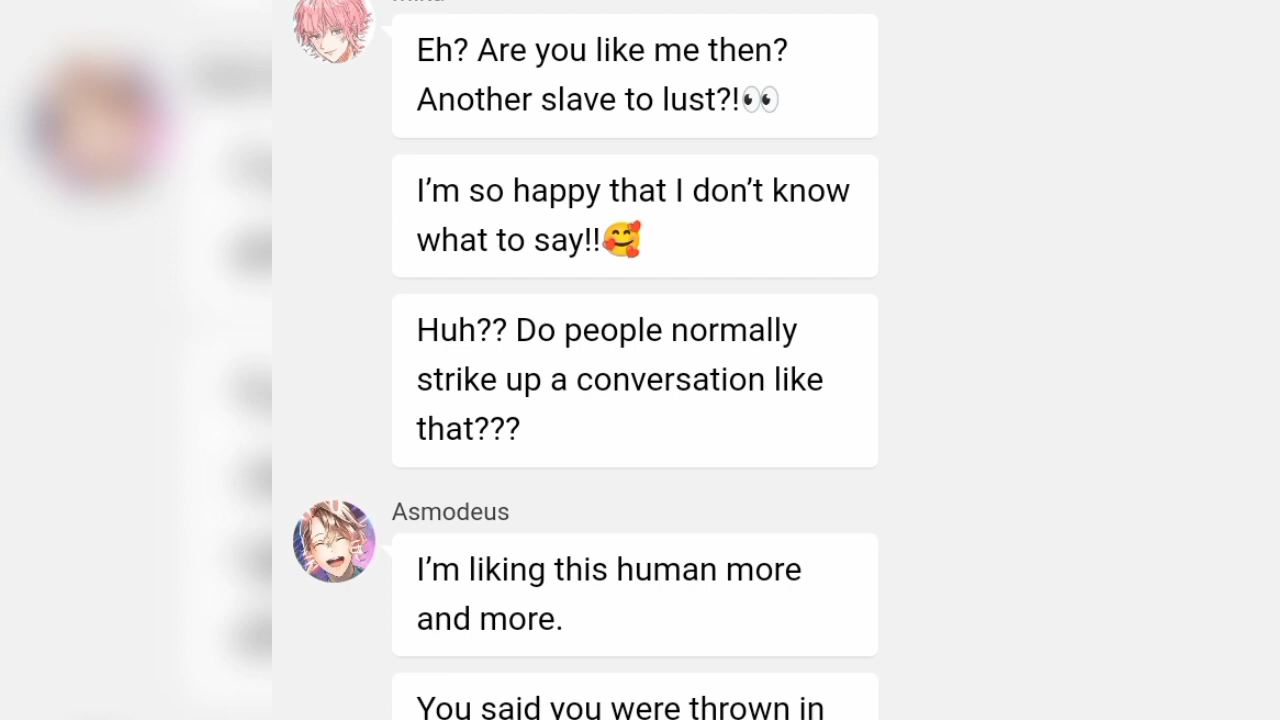 Eh? Are you like me then?
Another slave to lust?!👀
I’m so happy that I don’t know
what to say!!🥰
Huh?? Do people normally
strike up a conversation like
that???
Asmodeus
I’m liking this human more
and more.
You said you were thrown in